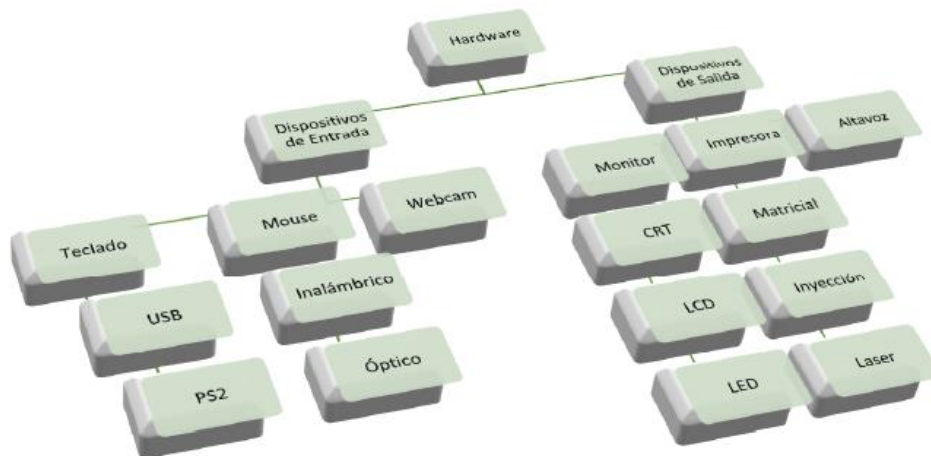 Hardware
Dispositivos
de Entrada
Dispositivos
de Salida
Teclado
Mouse
Webcam
Monitor
Impresora
Altavoz
USB
PS2
Inalámbrico
Óptico
CRT
LCD
LED
Matricial
Inyección
Laser